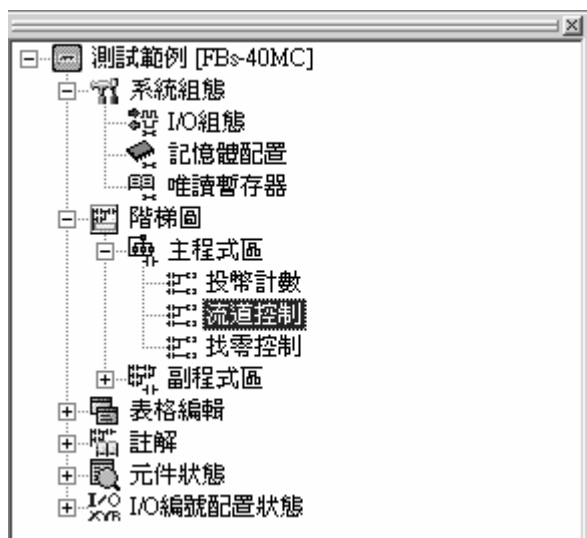 測試範例 [FBs-40MC]
系統組態
I/O組態
記憶體配置
唯讀暫存器
階梯圖
主程式區
投幣計數
流道控制
找零控制
副程式區
表格編輯
註解
元件狀態
I/O編號配置狀態